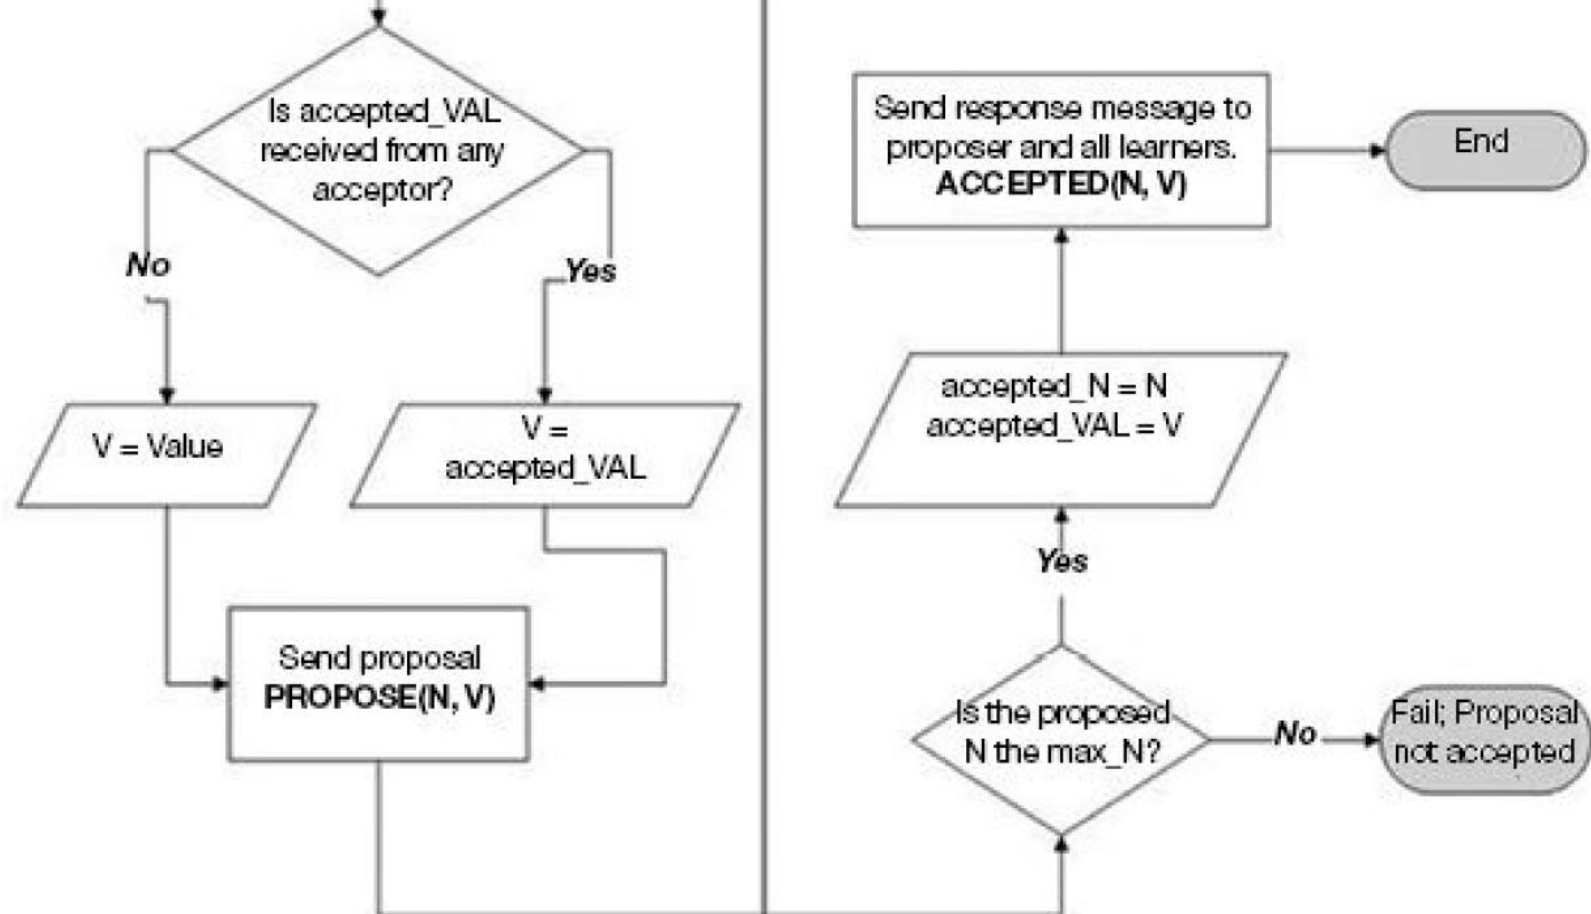 Is accepted_VAL
received from any
acceptor?
No
Yes
V = Value
V =
accepted_VAL
Send proposal
PROPOSE(N, V)
Send response message to
proposer and all learners.
ACCEPTED(N, V)
End
accepted_N = N
accepted_VAL = V
Yes
Is the proposed
N the max_N?
No
Fail; Proposal
not accepted